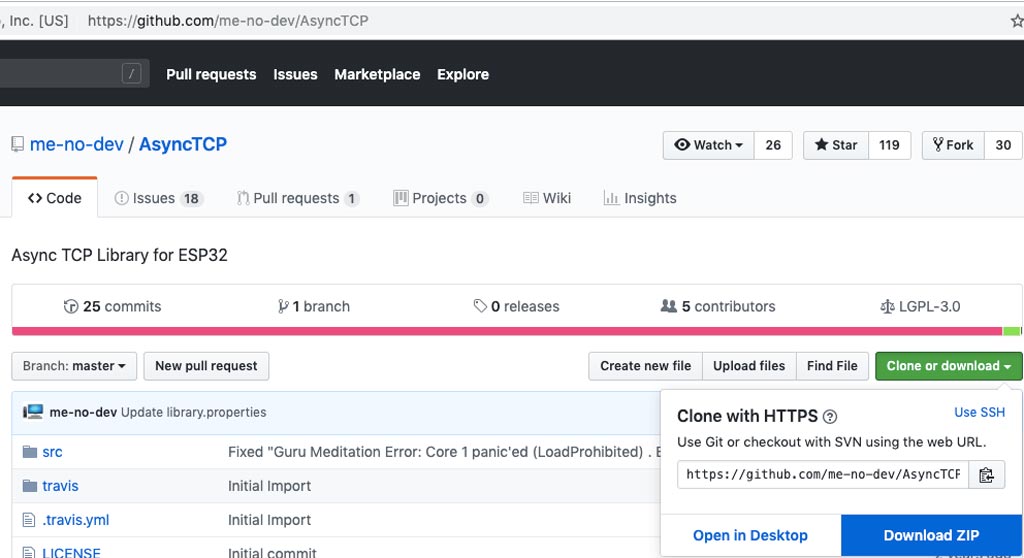 , Inc. [US] https://github.com/me-no-dev/AsyncTCP
/ Pull requests Issues Marketplace Explore
me-no-dev / AsyncTCP Watch 26 Star 119 Fork 30
<> Code Issues 18 Pull requests 1 Projects 0 Wiki Insights
Async TCP Library for ESP32
25 commits 1 branch 0 releases 5 contributors LGPL-3.0
Branch: master New pull request Create new file Upload files Find File Clone or download
me-no-dev Update library.properties
Clone with HTTPS ? Use SSH
Use Git or checkout with SVN using the web URL.
src Fixed "Guru Meditation Error: Core 1 panic'ed (LoadProhibited) .
https://github.com/me-no-dev/AsyncTCP
travis Initial Import
.travis.yml Initial Import
Open in Desktop Download ZIP
LICENSE Initial commit